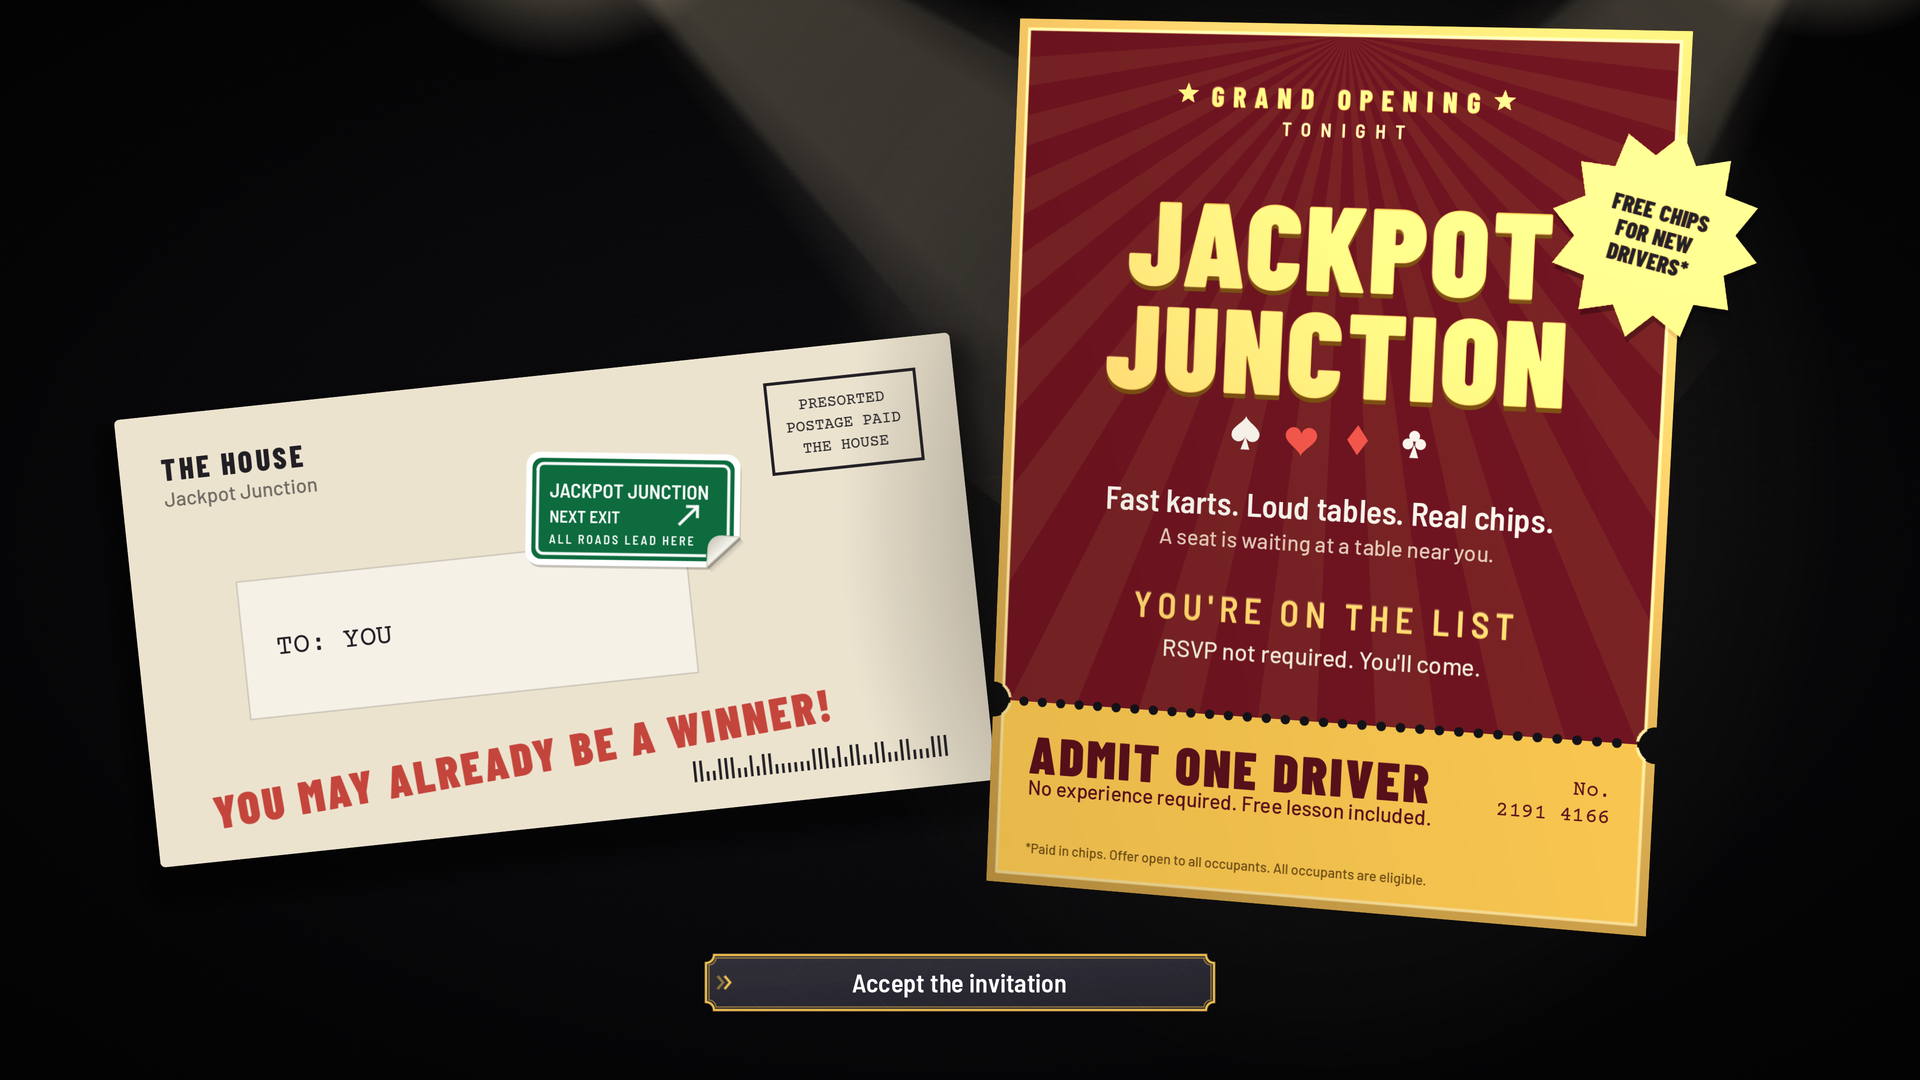 THE HOUSE
Jackpot Junction
PRESORTED
POSTAGE PAID
THE HOUSE
JACKPOT JUNCTION
NEXT EXIT
ALL ROADS LEAD HERE
TO: YOU
YOU MAY ALREADY BE A WINNER!
GRAND OPENING
TONIGHT
FREE CHIPS
FOR NEW
DRIVERS*
JACKPOT
JUNCTION
Fast karts. Loud tables. Real chips.
A seat is waiting at a table near you.
YOU'RE ON THE LIST
RSVP not required. You'll come.
ADMIT ONE DRIVER
No experience required. Free lesson included.
No.
2191 4166
*Paid in chips. Offer open to all occupants. All occupants are eligible.
Accept the invitation